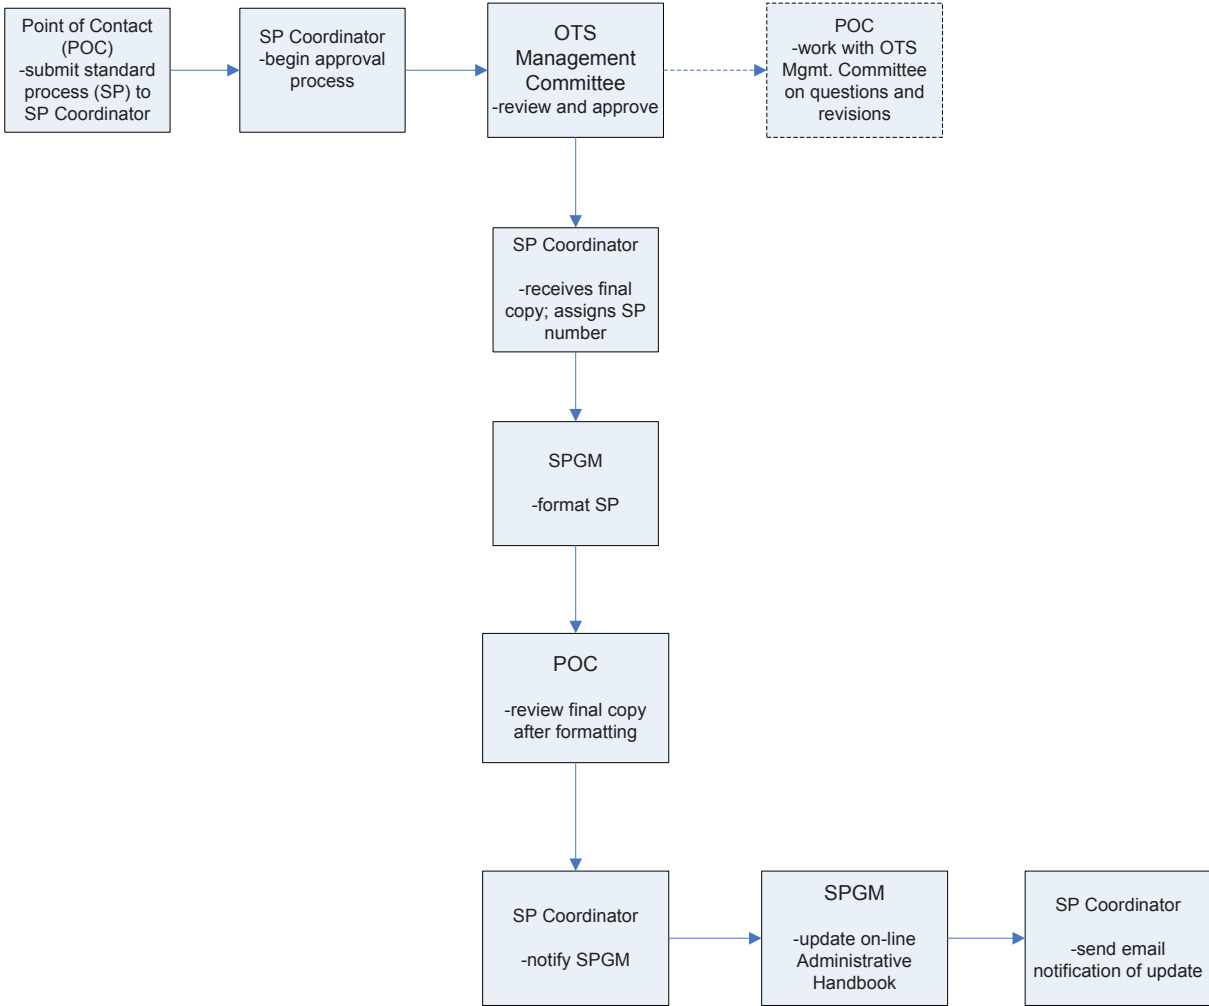 Point of Contact
(POC)
-submit standard
process (SP) to
SP Coordinator
SP Coordinator
-begin approval
process
OTS
Management
Committee
-review and approve
POC
-work with OTS
Mgmt. Committee
on questions and
revisions
SP Coordinator
-receives final
copy; assigns SP
number
SPGM
-format SP
POC
-review final copy
after formatting
SP Coordinator
-notify SPGM
SPGM
-update on-line
Administrative
Handbook
SP Coordinator
-send email
notification of update